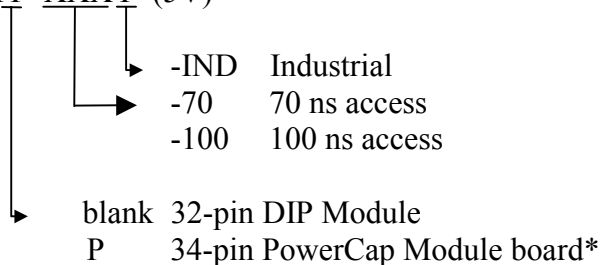 -IND Industrial
-70 70 ns access
-100 100 ns access
blank 32-pin DIP Module
P 34-pin PowerCap Module board*